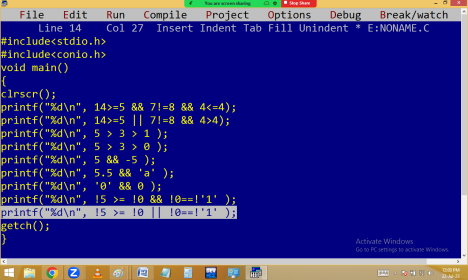 You are screen sharing Stop Share
File Edit Run Compile Project Options Debug Break/watch
Line 14 Col 27 Insert Indent Tab Fill Unindent * E:NONAME.C
#include<stdio.h>
#include<conio.h>
void main()
{
clrscr();
printf("%d\n", 14>=5 && 7!=8 && 4<=4);
printf("%d\n", 14>=5 || 7!=8 && 4>4);
printf("%d\n", 5 > 3 > 1 );
printf("%d\n", 5 > 3 > 0 );
printf("%d\n", 5 && -5 );
printf("%d\n", 5.5 && 'a' );
printf("%d\n", '0' && 0 );
printf("%d\n", !5 >= !0 && !0==!'1' );
printf("%d\n", !5 >= !0 || !0==!'1' );
getch();
}
Activate Windows
Go to PC settings to activate Windows.